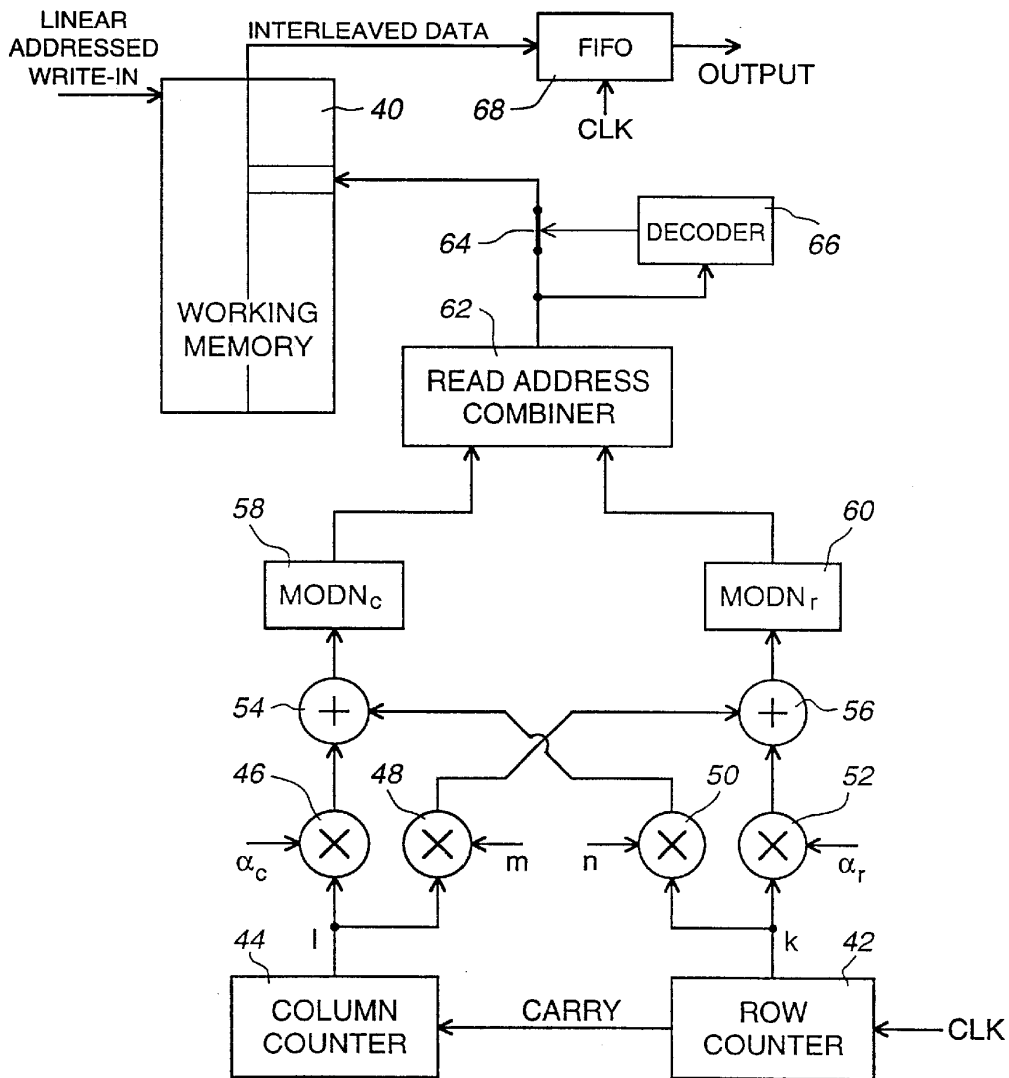 LINEAR
ADDRESSED
WRITE-IN
INTERLEAVED DATA
FIFO
OUTPUT
68
CLK
40
64
DECODER
66
WORKING
MEMORY
62
READ ADDRESS
COMBINER
58
MODNc
60
MODNr
54
+
+
56
46
48
50
52
αc
×
×
m
n
×
×
αr
44
l
k
42
COLUMN
COUNTER
CARRY
ROW
COUNTER
CLK